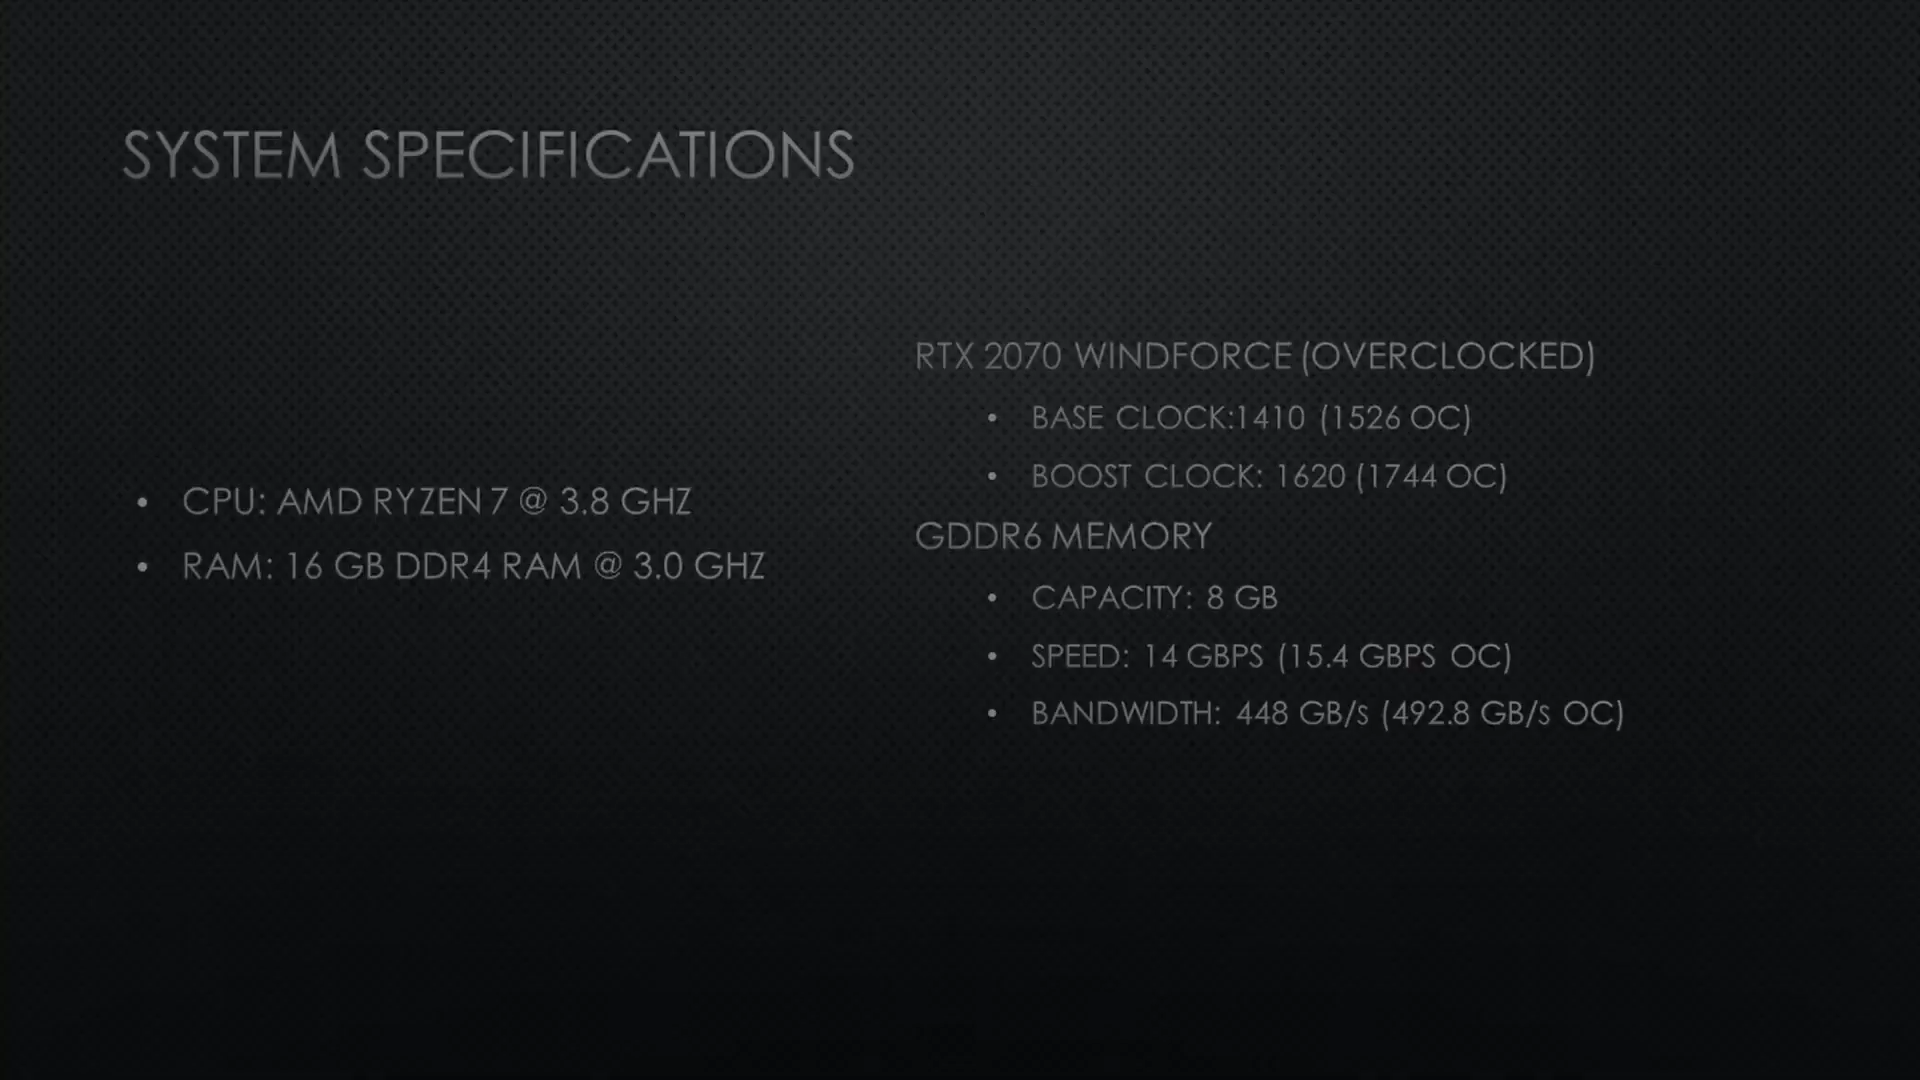 SYSTEM SPECIFICATIONS
• CPU: AMD RYZEN 7 @ 3.8 GHZ
• RAM: 16 GB DDR4 RAM @ 3.0 GHZ
RTX 2070 WINDFORCE (OVERCLOCKED)
• BASE CLOCK:1410 (1526 OC)
• BOOST CLOCK: 1620 (1744 OC)
GDDR6 MEMORY
• CAPACITY: 8 GB
• SPEED: 14 GBPS (15.4 GBPS OC)
• BANDWIDTH: 448 GB/s (492.8 GB/s OC)